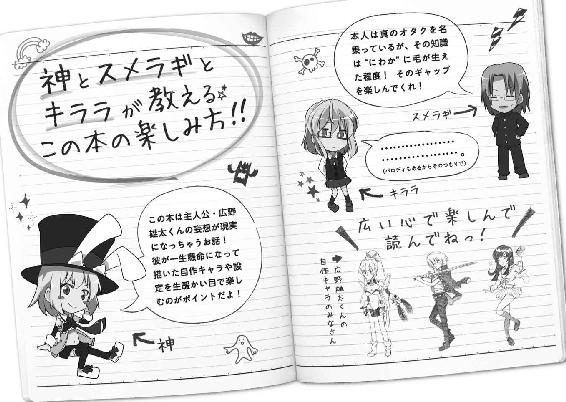 神とスメラギと
キララが教える
この本の楽しみ方!!
この本は主人公・広野
雄太くんの妄想が現実
になっちゃうお話!
彼が一生懸命になって
描いた自作キャラや設
定を生暖かい目で楽し
むのがポイントだよ!
神
本人は真のオタクを名
乗っているが、その知識
は“にわか”に毛が生え
た程度! そのギャップ
を楽しんでくれ!
スメラギ
………………
………………。
(パロディもあるからそのつもりで)
キララ
広い心で楽しんで
読んでねっ!
広野雄太くんの
自作キャラのみなさん